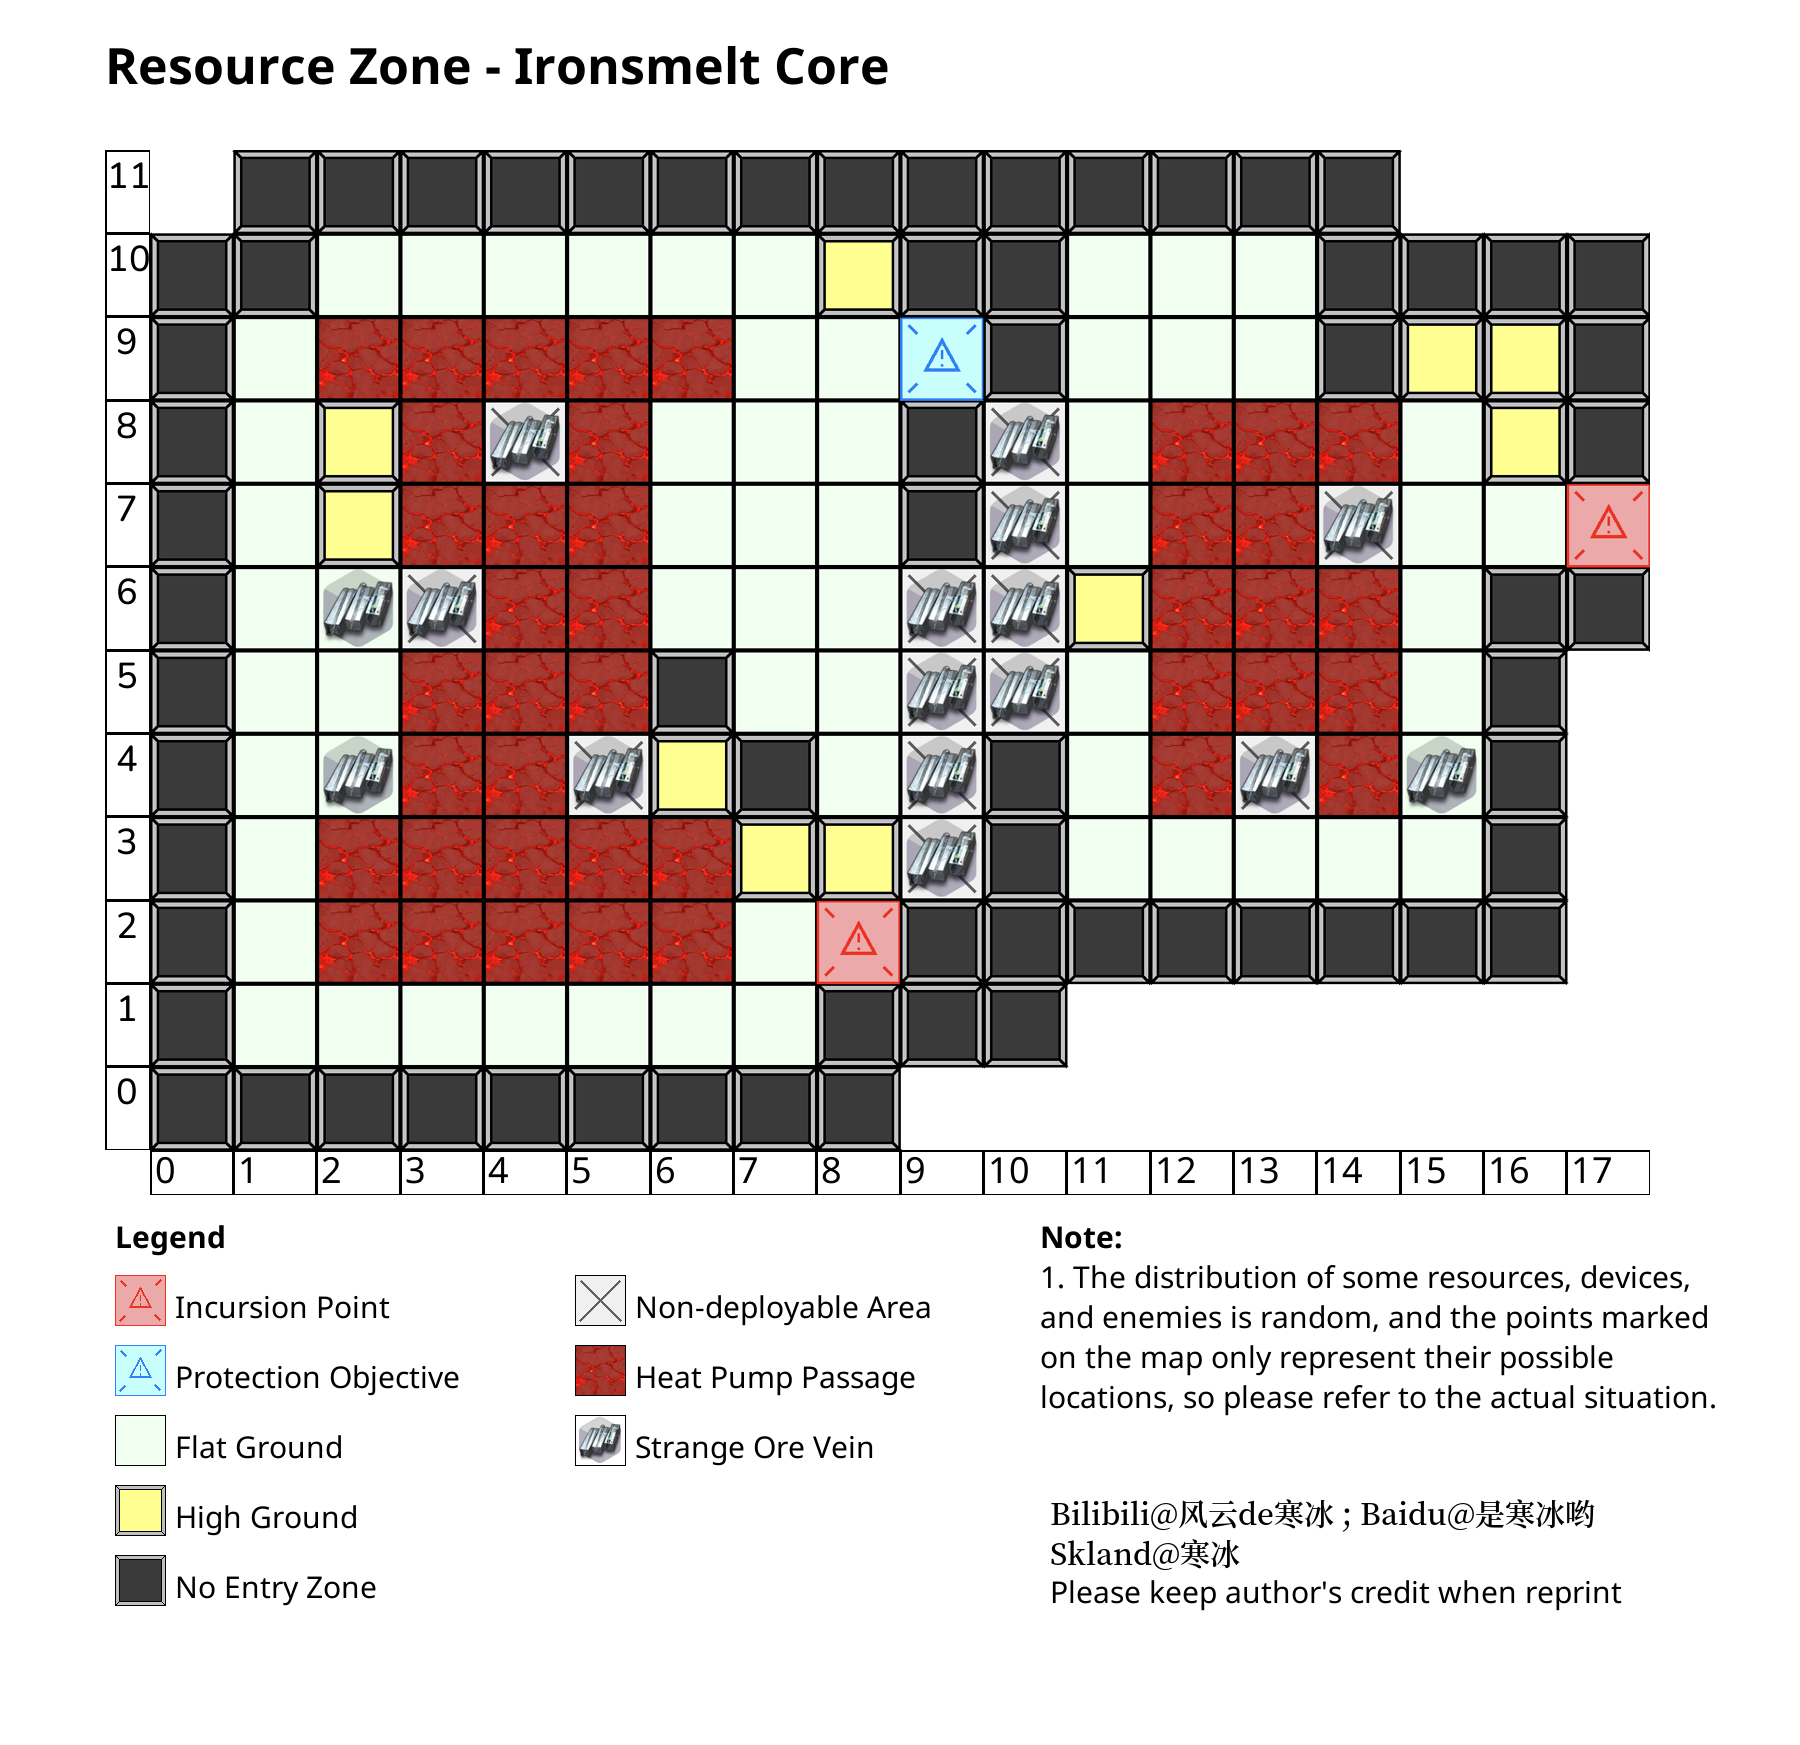 Resource Zone - Ironsmelt Core
11
10
9
8
7
6
5
4
3
2
1
0
0 1 2 3 4 5 6 7 8 9 10 11 12 13 14 15 16 17
Legend
Incursion Point
Protection Objective
Flat Ground
High Ground
No Entry Zone
Non-deployable Area
Heat Pump Passage
Strange Ore Vein
Note:
1. The distribution of some resources, devices,
and enemies is random, and the points marked
on the map only represent their possible
locations, so please refer to the actual situation.
Bilibili@风云de寒冰 ; Baidu@是寒冰哟
Skland@寒冰
Please keep author's credit when reprint